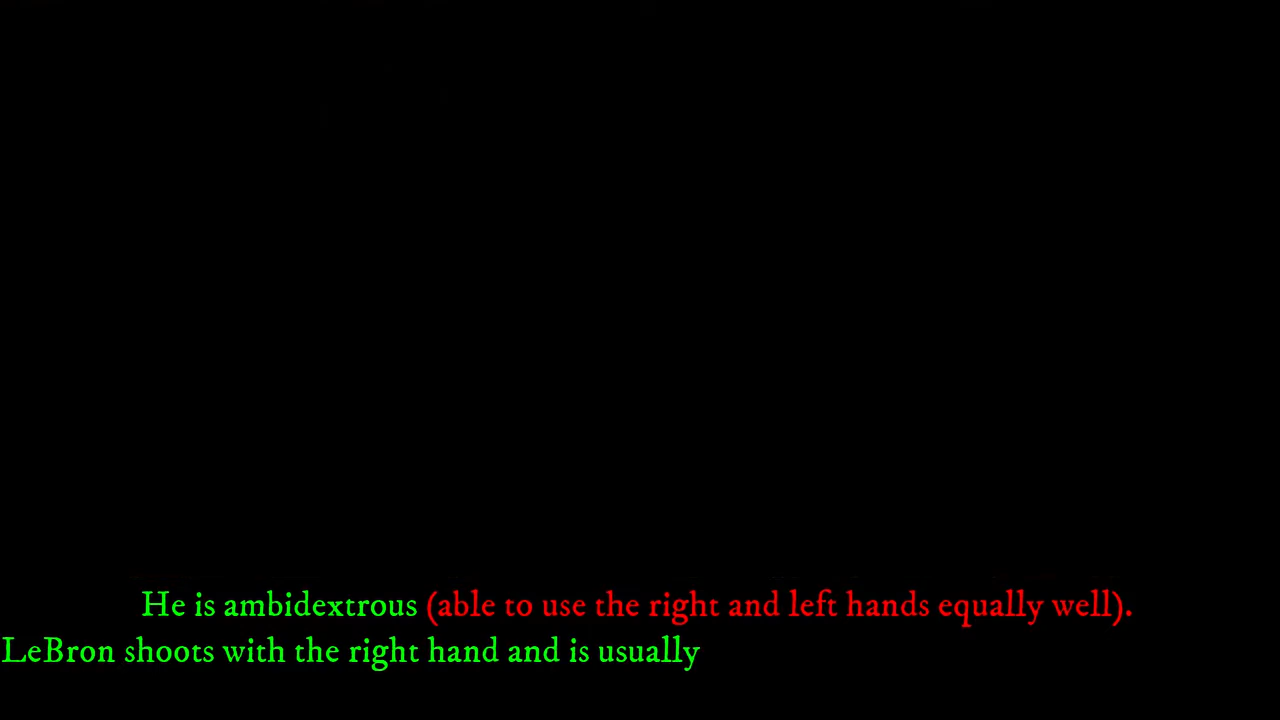 He is ambidextrous (able to use the right and left hands equally well).
LeBron shoots with the right hand and is usually